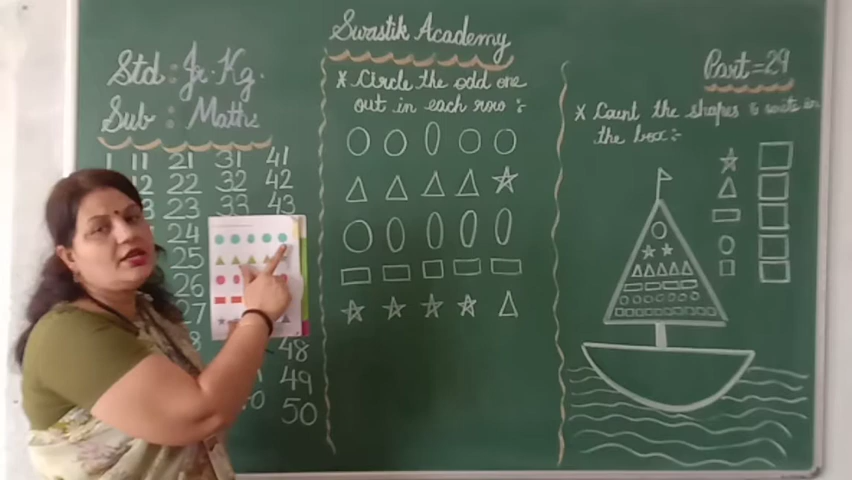 Swastik Academy
Std : Jr. Kg.
Sub : Maths
Part = 29
* Circle the odd one
out in each row :-
* Count the shapes & write in
the box :-
1 11 21 31 41
12 22 32 42
23 33 43
24
25
26
27
48
49
50